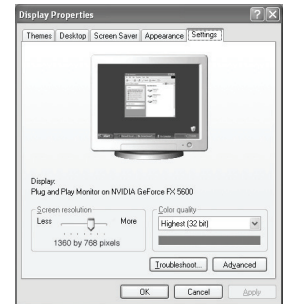 Display Properties
Themes Desktop Screen Saver Appearance Settings
Display:
Plug and Play Monitor on NVIDIA GeForce FX 5600
Screen resolution
Less More
1360 by 768 pixels
Color quality
Highest (32 bit)
Troubleshoot... Advanced
OK Cancel Apply